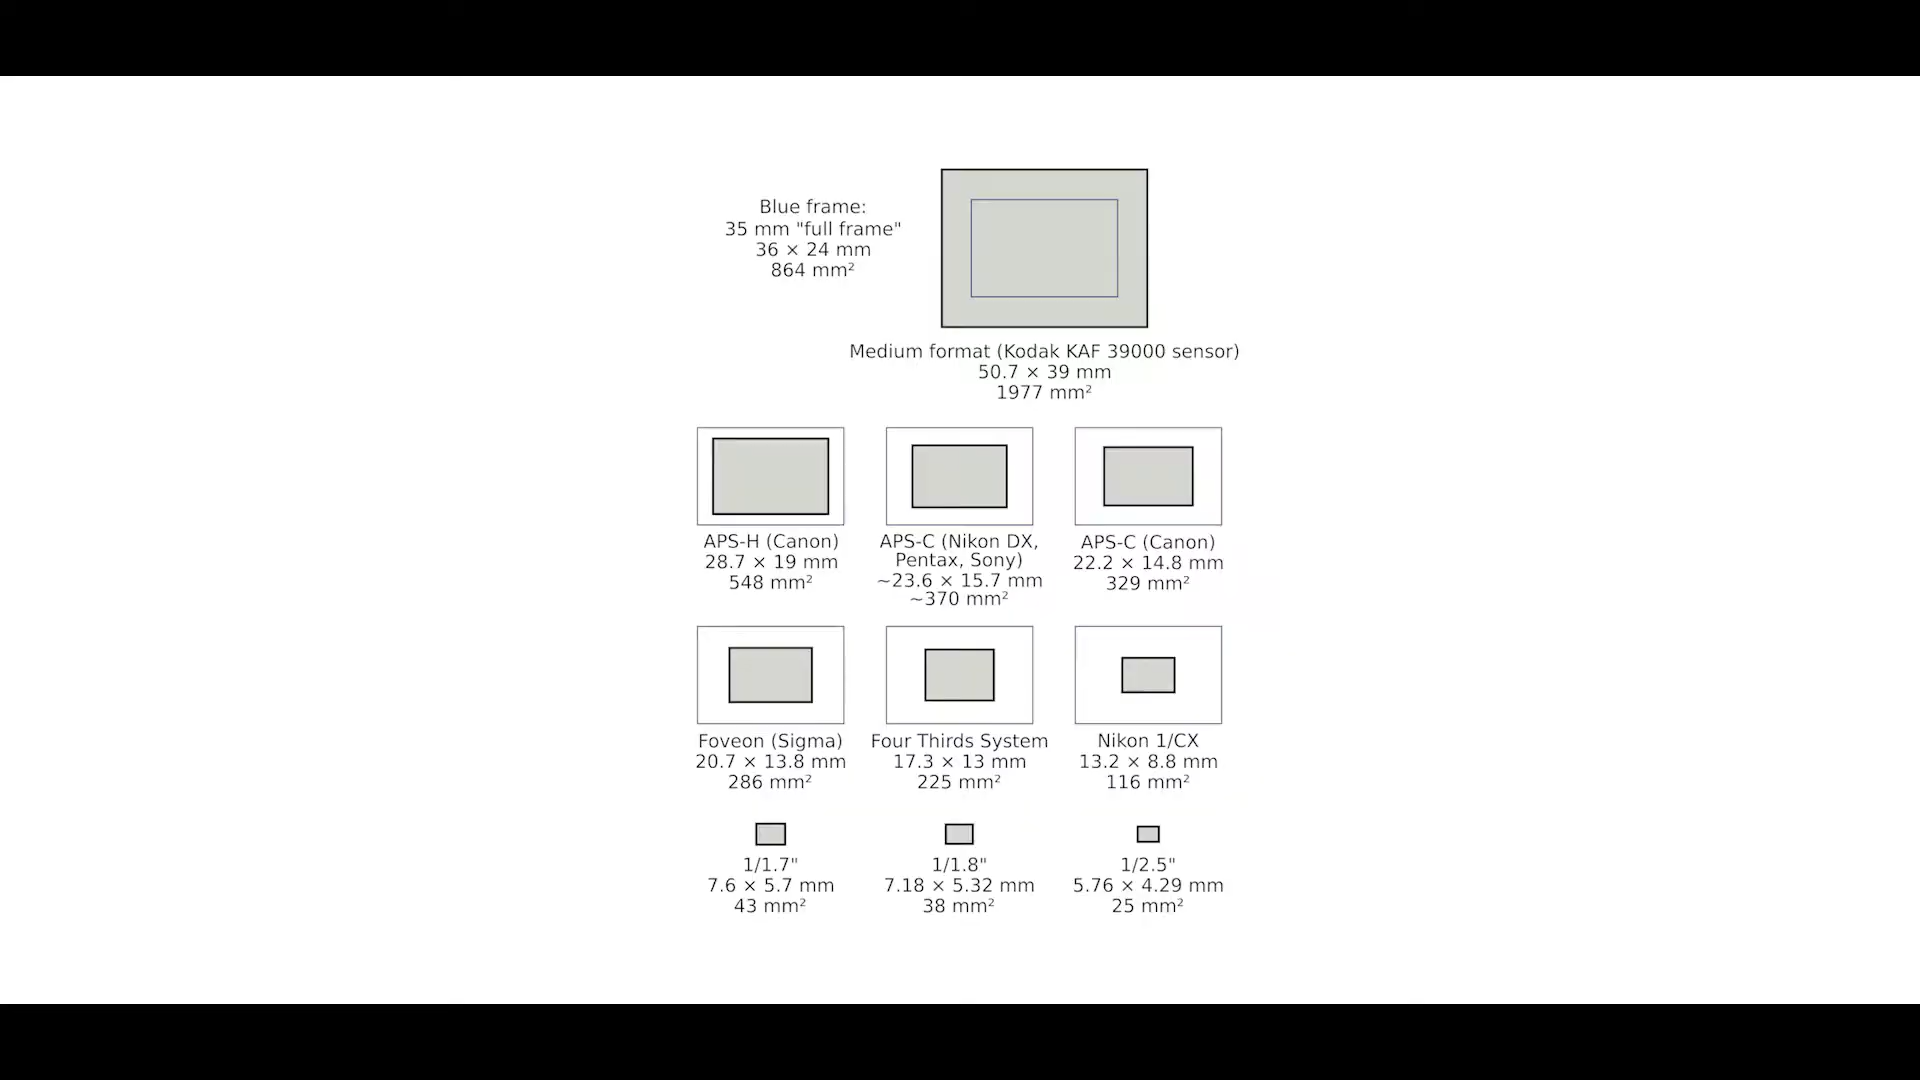 Blue frame:
35 mm "full frame"
36 × 24 mm
864 mm²
Medium format (Kodak KAF 39000 sensor)
50.7 × 39 mm
1977 mm²
APS-H (Canon)
28.7 × 19 mm
548 mm²
APS-C (Nikon DX,
Pentax, Sony)
~23.6 × 15.7 mm
~370 mm²
APS-C (Canon)
22.2 × 14.8 mm
329 mm²
Foveon (Sigma)
20.7 × 13.8 mm
286 mm²
Four Thirds System
17.3 × 13 mm
225 mm²
Nikon 1/CX
13.2 × 8.8 mm
116 mm²
1/1.7"
7.6 × 5.7 mm
43 mm²
1/1.8"
7.18 × 5.32 mm
38 mm²
1/2.5"
5.76 × 4.29 mm
25 mm²